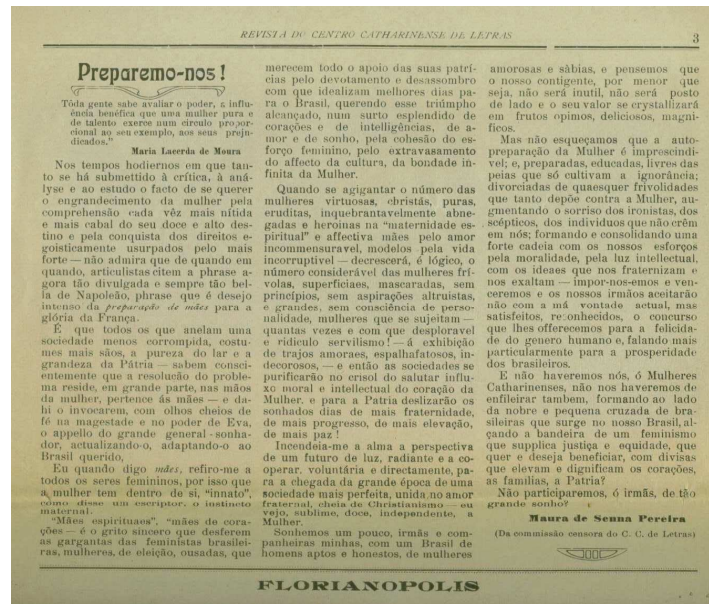 REVISTA DO CENTRO CATHARINENSE DE LETRAS
3
Preparemo-nos!
Tôda gente sabe avaliar o poder, a influ-
ência benéfica que uma mulher pura e
de talento exerce num circulo propor-
cional ao seu exemplo, aos seus preju-
dicados."
Maria Lacerda de Moura
Nos tempos hodiernos em que tan-
to se há submettido à crítica, à aná-
lyse e ao estudo o facto de se querer
o engrandecimento da mulher pela
comprehensão cada vêz mais nítida
e mais cabal do seu doce e alto des-
tino e pela conquista dos direitos e-
goisticamente usurpados pelo mais
forte — não admira que de quando em
quando, articulistas citem a phrase a-
gora tão divulgada e sempre tão bel-
la de Napoleão, phrase que é desejo
intenso da preparação de mães para a
glória da França.
É que todos os que anelam uma
sociedade menos corrompida, costu-
mes mais sãos, a pureza do lar e a
grandeza da Pátria — sabem consci-
entemente que a resolução do proble-
ma reside, em grande parte, nas mãos
da mulher, pertence ás mães — e da-
hi o invocarem, com olhos cheios de
fé na magestade e no poder de Eva,
o appello do grande general-sonha-
dor, actualizando-o, adaptando-o ao
Brasil querido,
Eu quando digo mães, refiro-me a
todos os seres femininos, por isso que
a mulher tem dentro de si, "innato",
como disse um escriptor, o instincto
maternal.
"Mães espirituaes", "mães de cora-
ções — é o grito sincero que desferem
as gargantas das feministas brasilei-
ras, mulheres, de eleição, ousadas, que
merecem todo o apoio das suas patrí-
cias pelo devotamento e desassombro
com que idealizam melhores dias pa-
ra o Brasil, querendo esse triúmpho
alcançado, num surto esplendido de
corações e de intelligências, de a-
mor e de sonho, pela cohesão do es-
forço feminino, pelo extravasamento
do affecto da cultura, da bondade in-
finita da Mulher.
Quando se agigantar o número das
mulheres virtuosas, christãs, puras,
eruditas, inquebrantavelmente abne-
gadas e heroinas na "maternidade es-
piritual" e affectiva mães pelo amor
incommensuravel, modelos pela vida
incorruptivel — decrescerá, é lógico, o
número considerável das mulheres frí-
volas, superficiaes, mascaradas, sem
princípios, sem aspirações altruistas,
e grandes, sem consciência de perso-
nalidade, mulheres que se sujeitam —
quantas vezes e com que desploravel
e ridiculo servilismo! — á exhibição
de trajos amoraes, espalhafatosos, in-
decorosos, — e então as sociedades se
purificarão no crisol do salutar influ-
xo moral e intellectual do coração da
Mulher, e para a Patria deslizarão os
sonhados dias de mais fraternidade,
de mais progresso, de mais elevação,
de mais paz!
Incendeia-me a alma a perspectiva
de um futuro de luz, radiante e a co-
operar, voluntária e directamente, pa-
ra a chegada da grande época de uma
sociedade mais perfeita, unida no amor
fraternal, cheia de Christianismo — eu
vejo, sublime, doce, independente, a
Mulher.
Sonhemos um pouco, irmãs e com-
panheiras minhas, com um Brasil de
homens aptos e honestos, de mulheres
amorosas e sàbias, e pensemos que
o nosso contigente, por menor que
seja, não será inutil, não será posto
de lado e o seu valor se crystallizará
em frutos opimos, deliciosos, magni-
ficos.
Mas não esqueçamos que a auto-
preparação da Mulher é imprescindi-
vel; e, preparadas, educadas, livres das
peias que só cultivam a ignorância;
divorciadas de quaesquer frivolidades
que tanto depõe contra a Mulher, au-
gmentando o sorriso dos ironistas, dos
scépticos, dos individuos que não crêm
em nós; formando e consolidando uma
forte cadeia com os nossos esforços
pela moralidade, pela luz intellectual,
com os ideaes que nos fraternizam e
nos exaltam — impor-nos-emos e ven-
ceremos e os nossos irmãos aceitarão
não com a má vontade actual, mas
satisfeitos, reconhecidos, o concurso
que lhes offerecemos para a felicida-
de do genero humano e, falando mais
particularmente para a prosperidade
dos brasileiros.
E não haveremos nós, ó Mulheres
Catharinenses, não nos haveremos de
enfileirar tambem, formando ao lado
da nobre e pequena cruzada de bra-
sileiras que surge no nosso Brasil, al-
çando a bandeira de um feminismo
que supplica justiça e equidade, que
quer e deseja beneficiar, com divisas
que elevam e dignificam os corações,
as familias, a Patria?
Não participaremos, ó irmãs, de tão
grande sonho?
Maura de Senna Pereira
(Da commissão censora do C. C. de Letras)
FLORIANOPOLIS